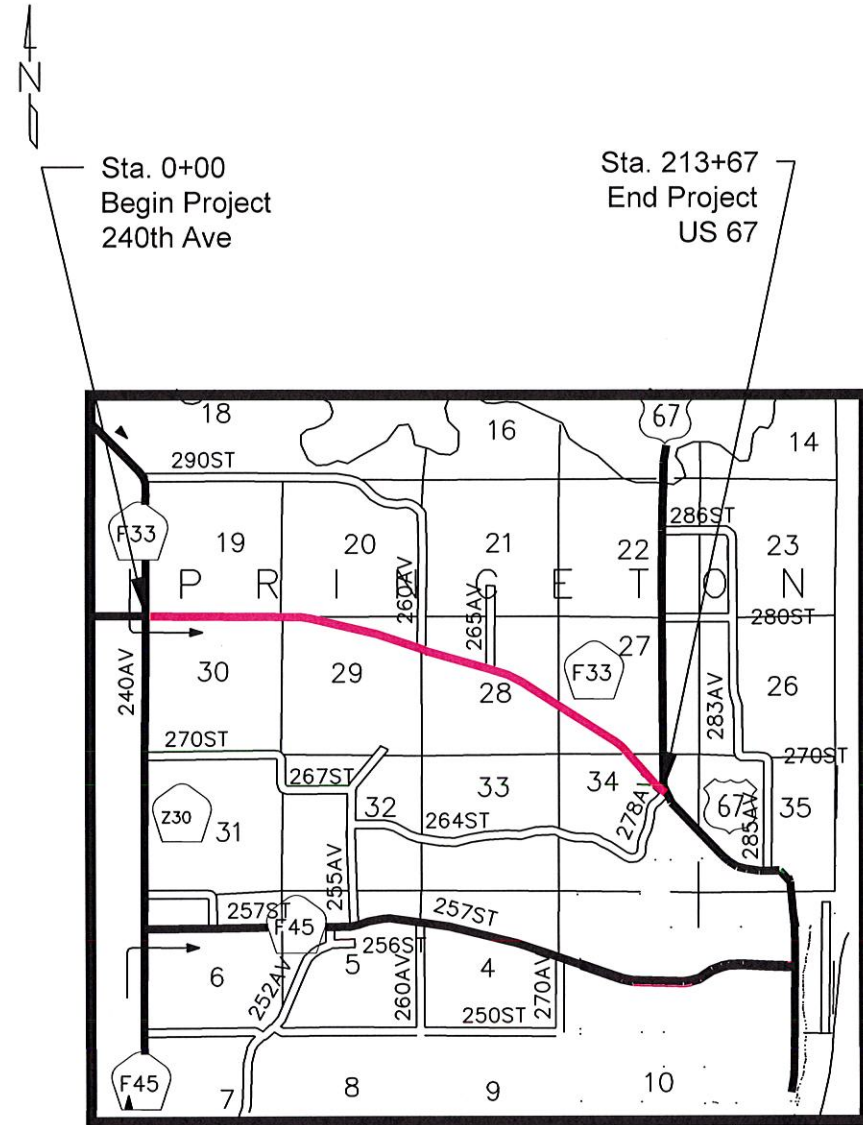 N
Sta. 0+00
Begin Project
240th Ave
Sta. 213+67
End Project
US 67
18
16
67
14
290ST
F33
19
20
21
22
286ST
23
P R I N C E T O N
260AV
265AV
280ST
240AV
30
29
28
27
F33
283AV
26
270ST
267ST
270ST
Z30
31
32
33
34
278AV
67
285AV
35
264ST
255AV
257ST
F45
257ST
256ST
6
252AV
5
260AV
4
270AV
250ST
F45
7
8
9
10